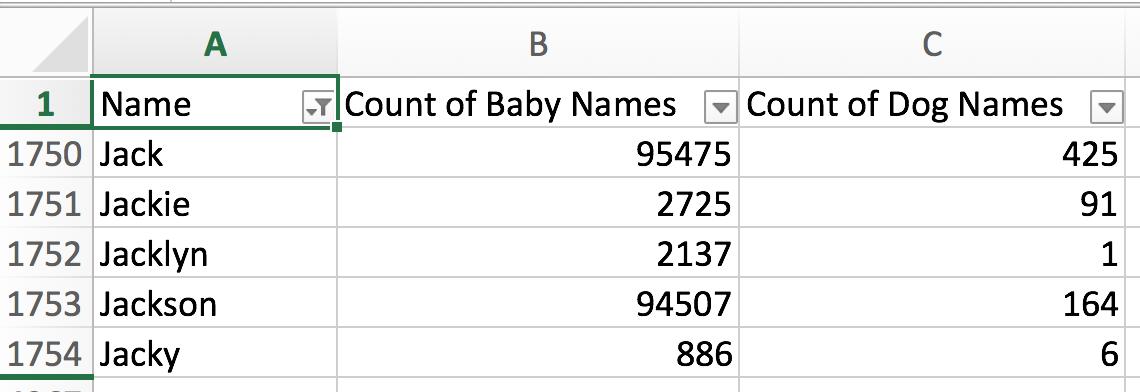 A B C
1 Name Count of Baby Names Count of Dog Names
1750 Jack 95475 425
1751 Jackie 2725 91
1752 Jacklyn 2137 1
1753 Jackson 94507 164
1754 Jacky 886 6